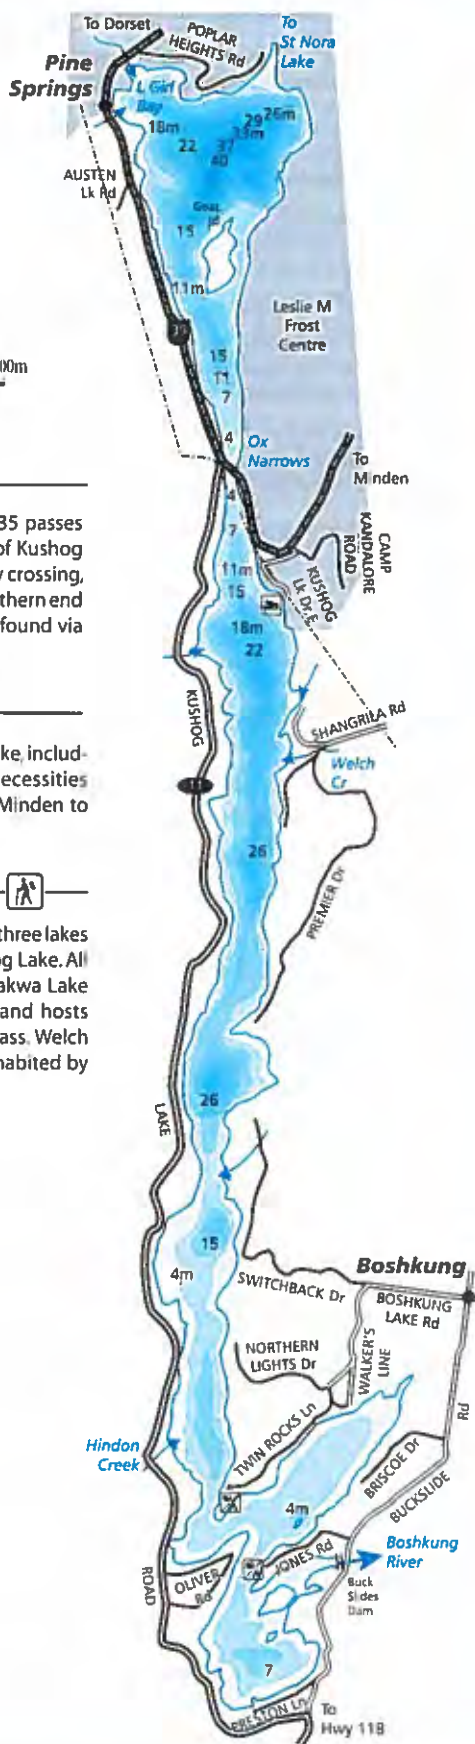 To Dorset
POPLAR
HEIGHTS Rd
To
St Nora
Lake
Pine
Springs
L Girl
Bay
18m
22
29
26m
33m
37
40
AUSTEN
Lk Rd
Goat
Id
15
11m
Leslie M
Frost
Centre
35
00m
15
11
7
4
Ox
Narrows
To
Minden
35 passes
of Kushog
y crossing,
thern end
found via
4
7
11m
15
CAMP
KANDALORE
ROAD
KUSHOG
Lk Dr E
18m
22
KUSHOG
SHANGRILA Rd
ke, includ-
ecessities
Minden to
Welch
Cr
26
PREMIER Dr
three lakes
og Lake. All
akwa Lake
and hosts
ass. Welch
habited by
26
LAKE
15
4m
Boshkung
SWITCHBACK Dr
BOSHKUNG
LAKE Rd
NORTHERN
LIGHTS Dr
WALKER'S
LINE
Rd
TWIN ROCKS Ln
Hindon
Creek
4m
BRISCOE Dr
BUCKSLIDE
ROAD
OLIVER
Rd
JONES Rd
Boshkung
River
Buck
Slides
Dam
7
PRESTON Ln
To
Hwy 118